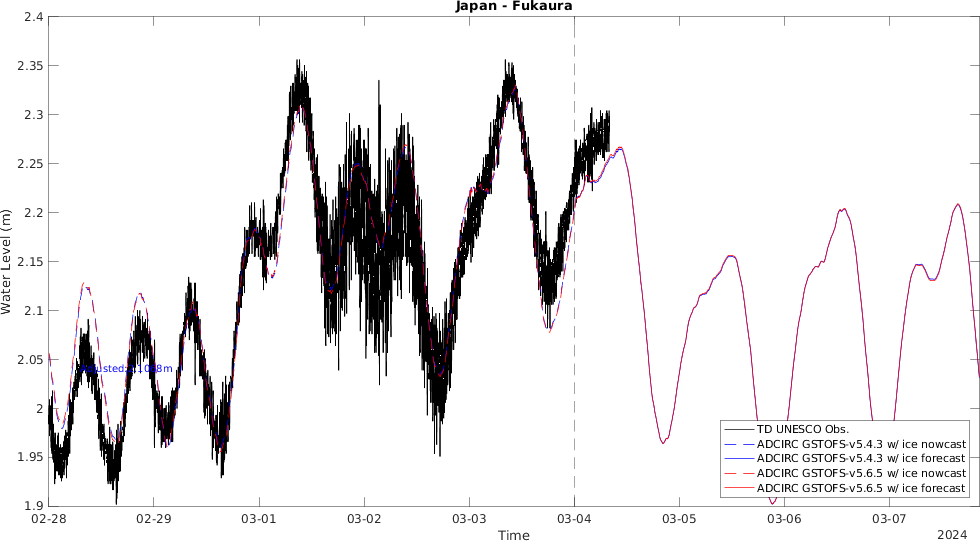 Japan - Fukaura
Water Level (m)
2.4
2.35
2.3
2.25
2.2
2.15
2.1
2.05
2
1.95
1.9
02-28 02-29 03-01 03-02 03-03 03-04 03-05 03-06 03-07
Time
2024
TD UNESCO Obs.
ADCIRC GSTOFS-v5.4.3 w/ ice nowcast
ADCIRC GSTOFS-v5.4.3 w/ ice forecast
ADCIRC GSTOFS-v5.6.5 w/ ice nowcast
ADCIRC GSTOFS-v5.6.5 w/ ice forecast